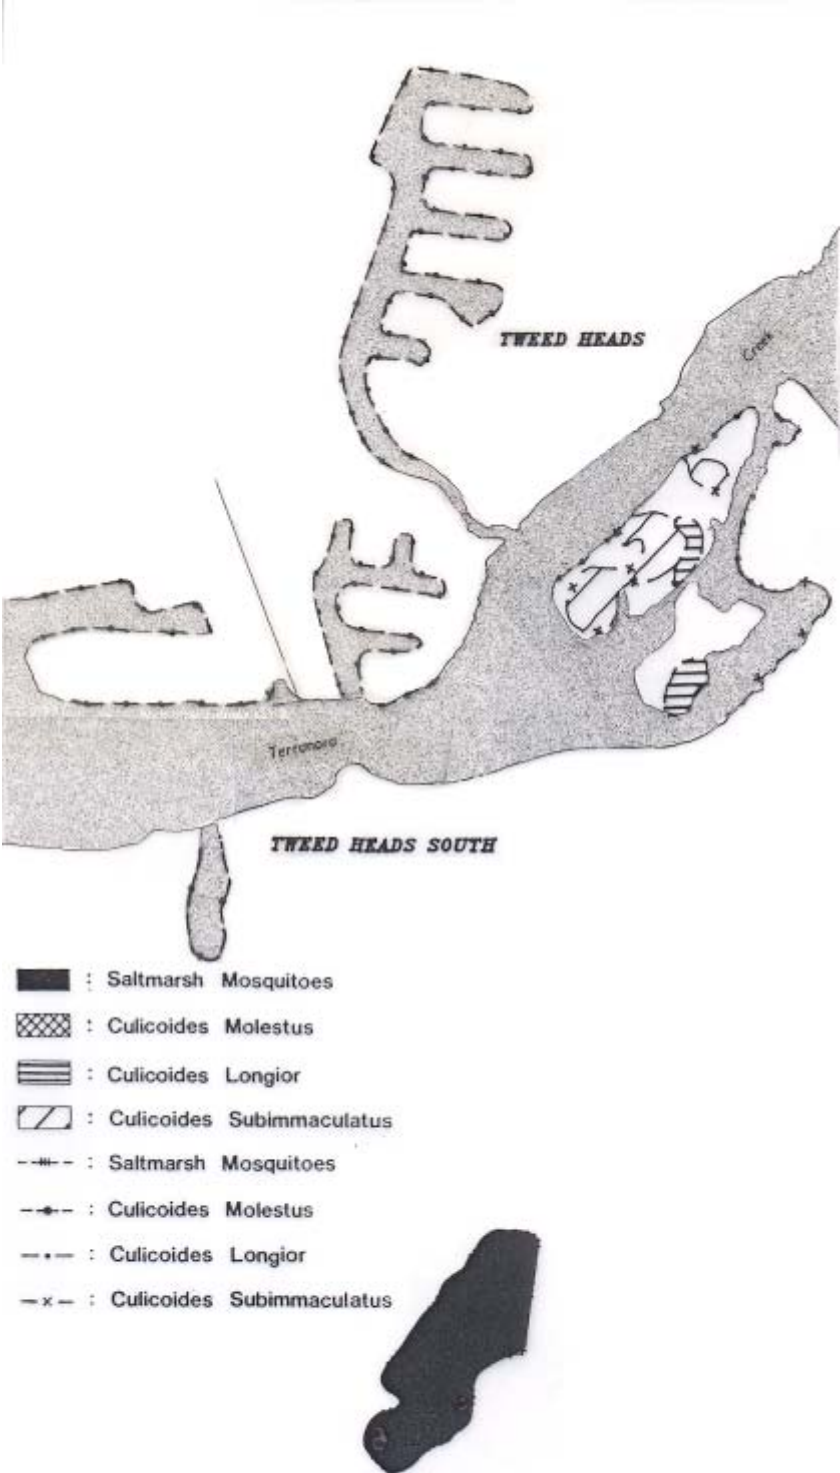 TWEED HEADS
Creek
Terranora
TWEED HEADS SOUTH
: Saltmarsh Mosquitoes
: Culicoides Molestus
: Culicoides Longior
: Culicoides Subimmaculatus
: Saltmarsh Mosquitoes
: Culicoides Molestus
: Culicoides Longior
: Culicoides Subimmaculatus